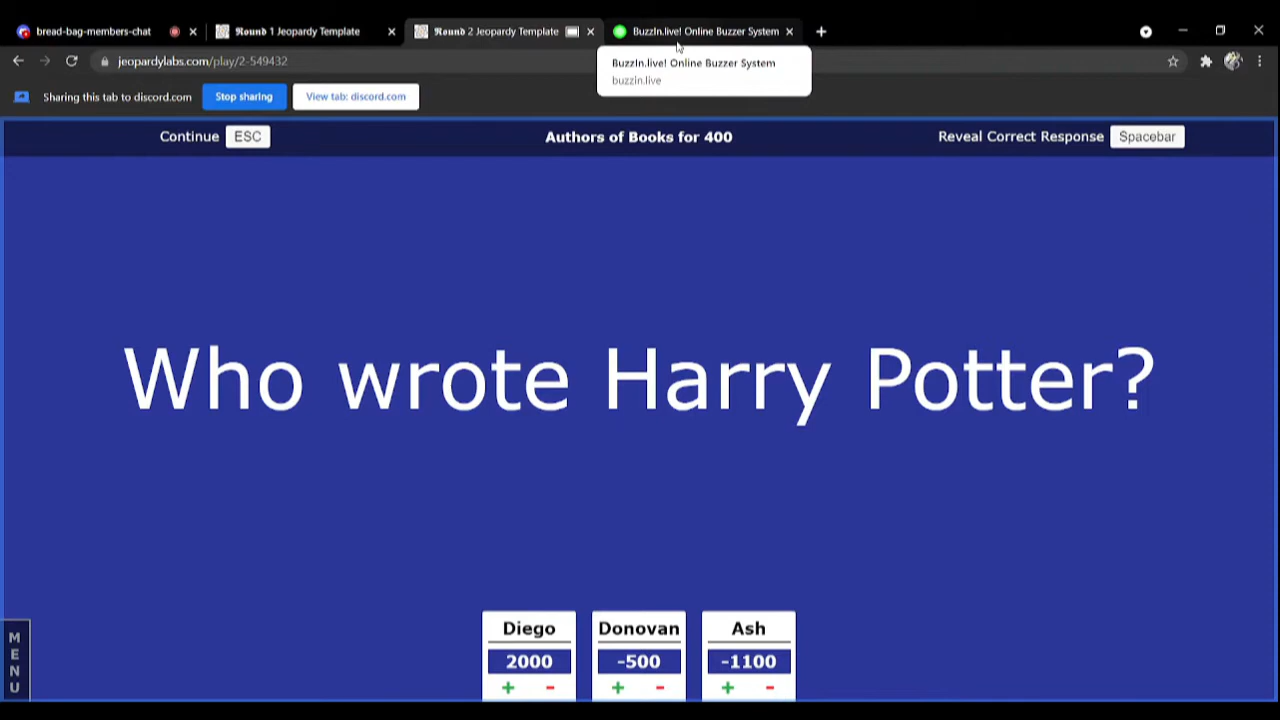 bread-bag-members-chat
𝕽𝖔𝖚𝖓𝖉 1 Jeopardy Template
𝕽𝖔𝖚𝖓𝖉 2 Jeopardy Template
BuzzIn.live! Online Buzzer System
jeopardylabs.com/play/2-549432
BuzzIn.live! Online Buzzer System
buzzin.live
Sharing this tab to discord.com
Stop sharing
View tab: discord.com
Continue ESC
Authors of Books for 400
Reveal Correct Response Spacebar
Who wrote Harry Potter?
MENU
Diego Donovan Ash
2000 -500 -1100
+ - + - + -